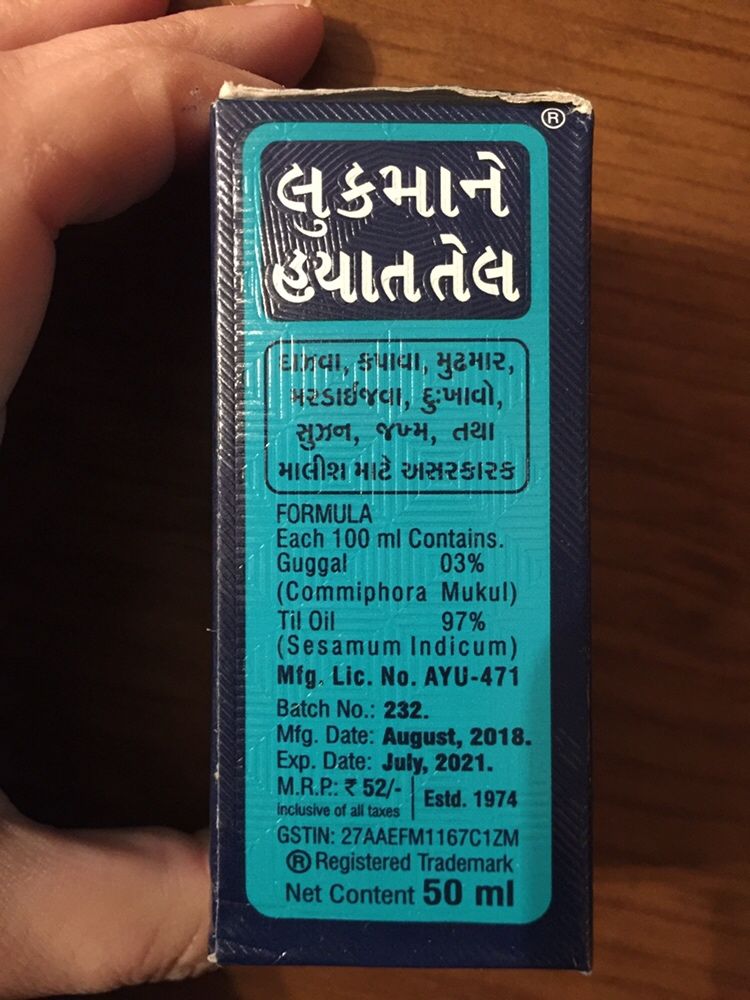 ®
લુકમાને
હયાત તેલ
દાઝવા, કપાવા, મુઢમાર,
મરડાઈજવા, દુઃખાવો,
સુઝન, જખ્મ, તથા
માલીશ માટે અસરકારક
FORMULA
Each 100 ml Contains.
Guggal 03%
(Commiphora Mukul)
Til Oil 97%
(Sesamum Indicum)
Mfg. Lic. No. AYU-471
Batch No.: 232.
Mfg. Date: August, 2018.
Exp. Date: July, 2021.
M.R.P.: ₹ 52/-
inclusive of all taxes
Estd. 1974
GSTIN: 27AAEFM1167C1ZM
® Registered Trademark
Net Content 50 ml